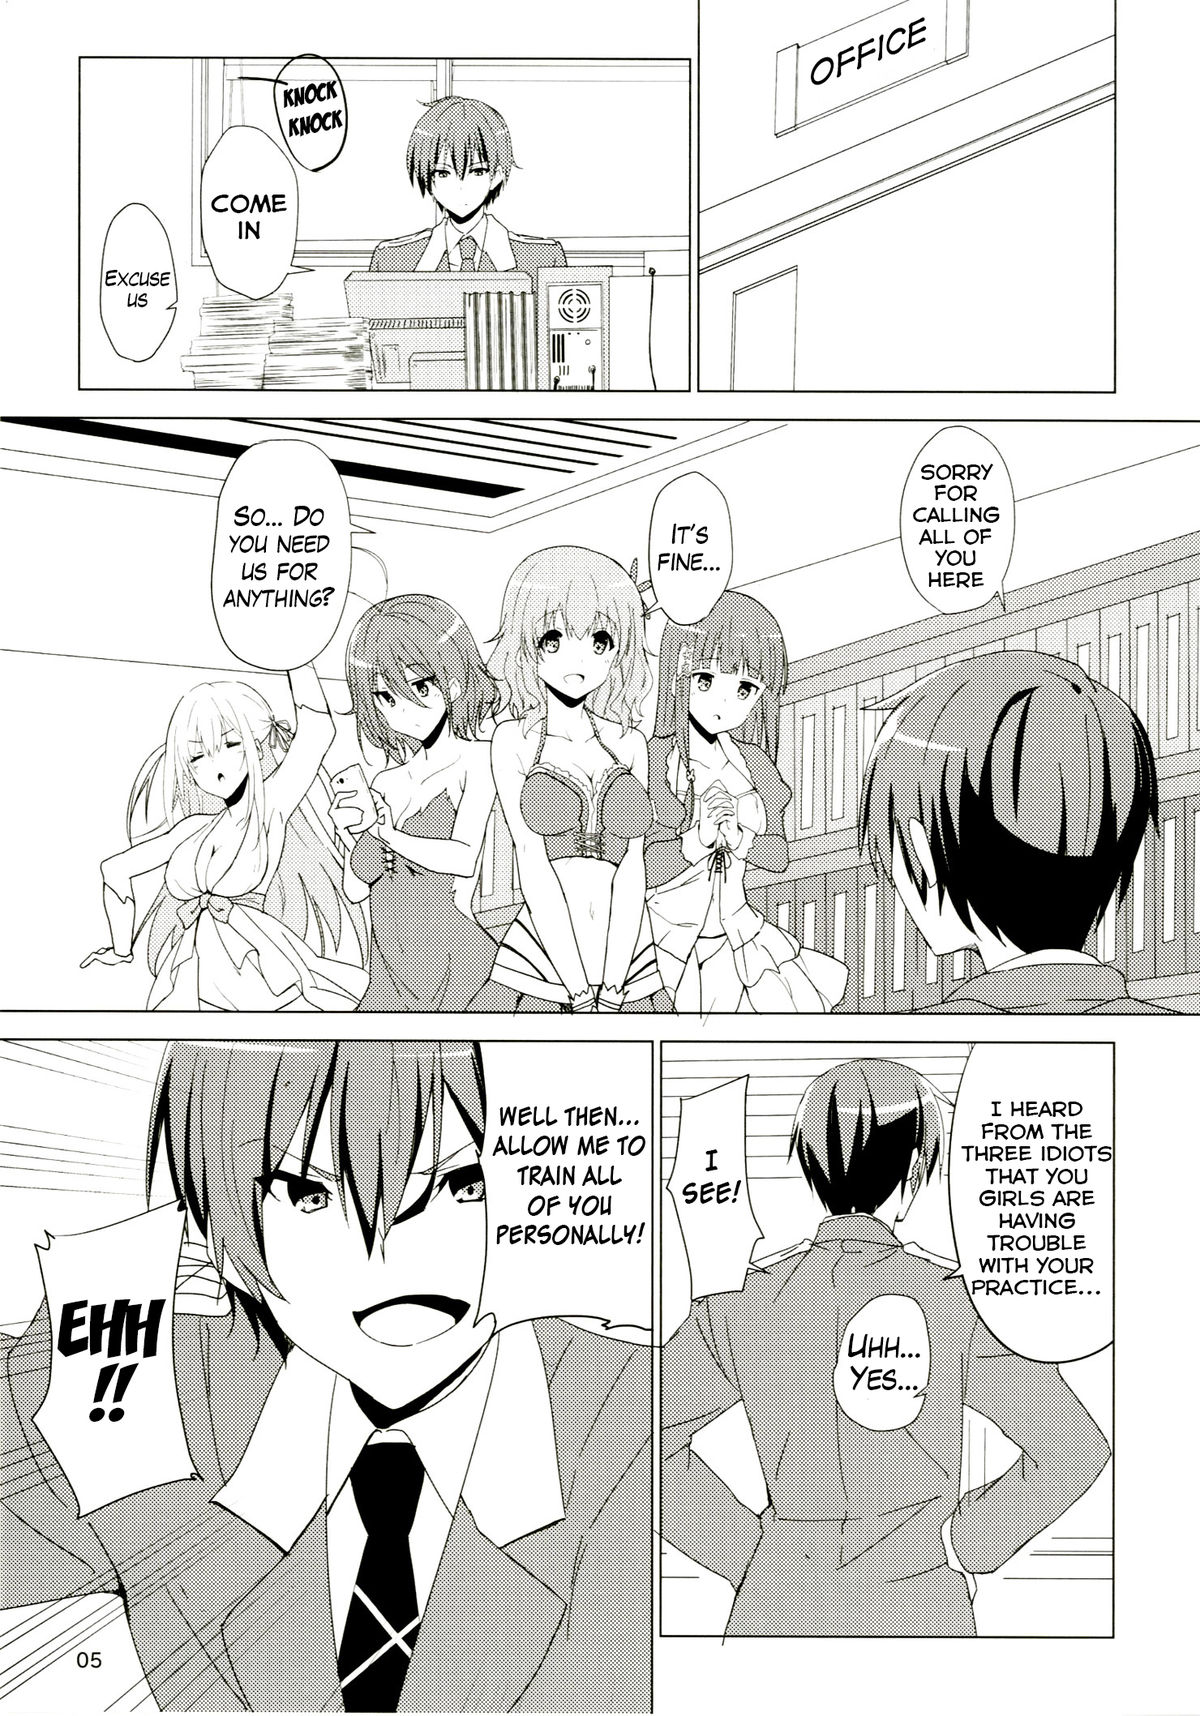 OFFICE
KNOCK
KNOCK
COME
IN
EXCUSE
US
SORRY
FOR
CALLING
ALL OF
YOU
HERE
IT'S
FINE...
SO... DO
YOU NEED
US FOR
ANYTHING?
I HEARD
FROM THE
THREE IDIOTS
THAT YOU
GIRLS ARE
HAVING
TROUBLE
WITH YOUR
PRACTICE...
UHH...
YES...
I
SEE!
WELL THEN...
ALLOW ME TO
TRAIN ALL
OF YOU
PERSONALLY!
EHH
!!
05